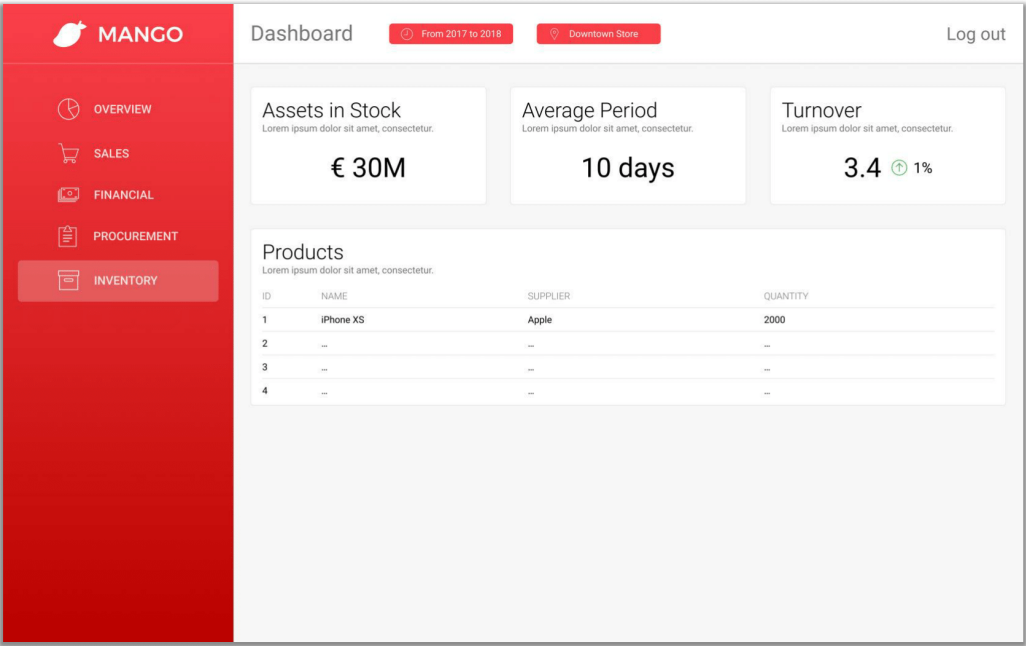 MANGO
Dashboard
From 2017 to 2018
Downtown Store
Log out
OVERVIEW
SALES
FINANCIAL
PROCUREMENT
INVENTORY
Assets in Stock
Lorem ipsum dolor sit amet, consectetur.
€ 30M
Average Period
Lorem ipsum dolor sit amet, consectetur.
10 days
Turnover
Lorem ipsum dolor sit amet, consectetur.
3.4 1%
Products
Lorem ipsum dolor sit amet, consectetur.
ID NAME SUPPLIER QUANTITY
1 iPhone XS Apple 2000
2 ... ... ...
3 ... ... ...
4 ... ... ...